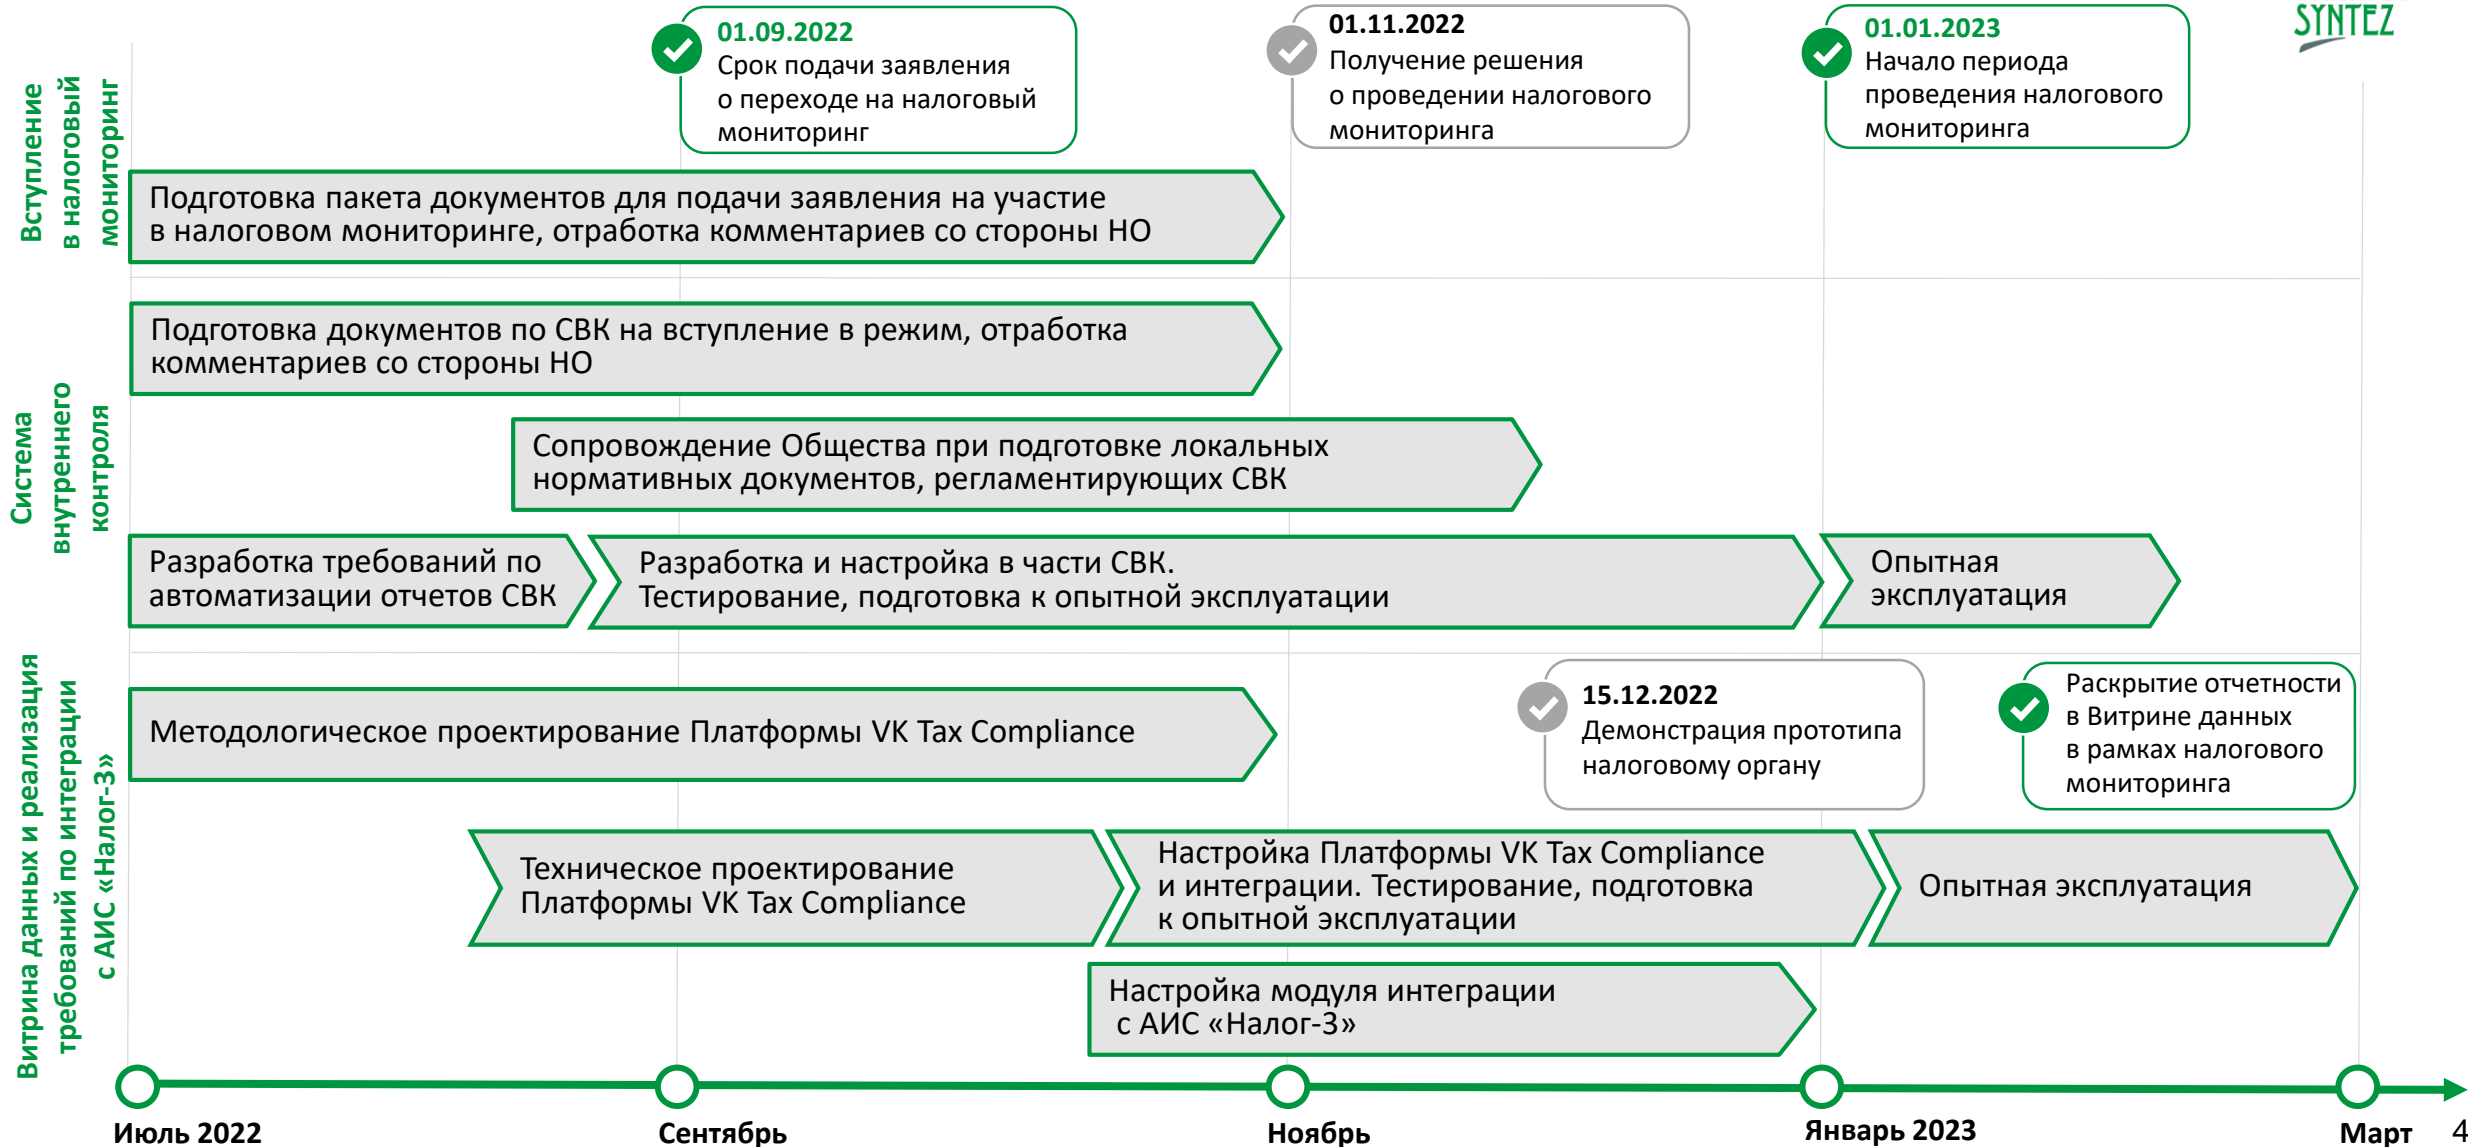 SYNTEZ
Вступление
в налоговый
мониторинг
01.09.2022
Срок подачи заявления
о переходе на налоговый
мониторинг
01.11.2022
Получение решения
о проведении налогового
мониторинга
01.01.2023
Начало периода
проведения налогового
мониторинга
Подготовка пакета документов для подачи заявления на участие
в налоговом мониторинге, отработка комментариев со стороны НО
Система
внутреннего
контроля
Подготовка документов по СВК на вступление в режим, отработка
комментариев со стороны НО
Сопровождение Общества при подготовке локальных
нормативных документов, регламентирующих СВК
Разработка требований по
автоматизации отчетов СВК
Разработка и настройка в части СВК.
Тестирование, подготовка к опытной эксплуатации
Опытная
эксплуатация
Витрина данных и реализация
требований по интеграции
с АИС «Налог-3»
Методологическое проектирование Платформы VK Tax Compliance
15.12.2022
Демонстрация прототипа
налоговому органу
Раскрытие отчетности
в Витрине данных
в рамках налогового
мониторинга
Техническое проектирование
Платформы VK Tax Compliance
Настройка Платформы VK Tax Compliance
и интеграции. Тестирование, подготовка
к опытной эксплуатации
Опытная эксплуатация
Настройка модуля интеграции
с АИС «Налог-3»
Июль 2022
Сентябрь
Ноябрь
Январь 2023
Март
4